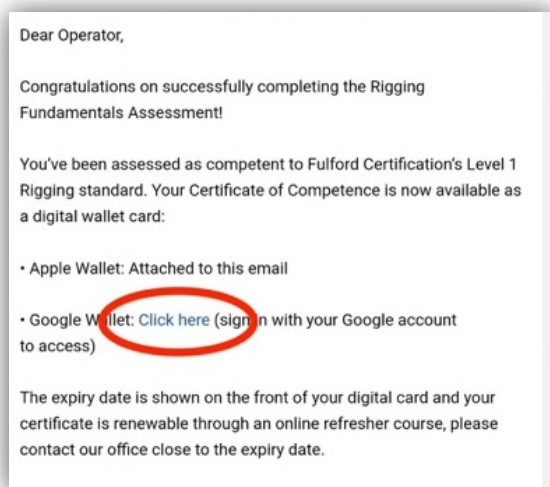 Dear Operator,
Congratulations on successfully completing the Rigging
Fundamentals Assessment!
You've been assessed as competent to Fulford Certification's Level 1
Rigging standard. Your Certificate of Competence is now available as
a digital wallet card:
• Apple Wallet: Attached to this email
• Google Wallet: Click here (sign in with your Google account
to access)
The expiry date is shown on the front of your digital card and your
certificate is renewable through an online refresher course, please
contact our office close to the expiry date.